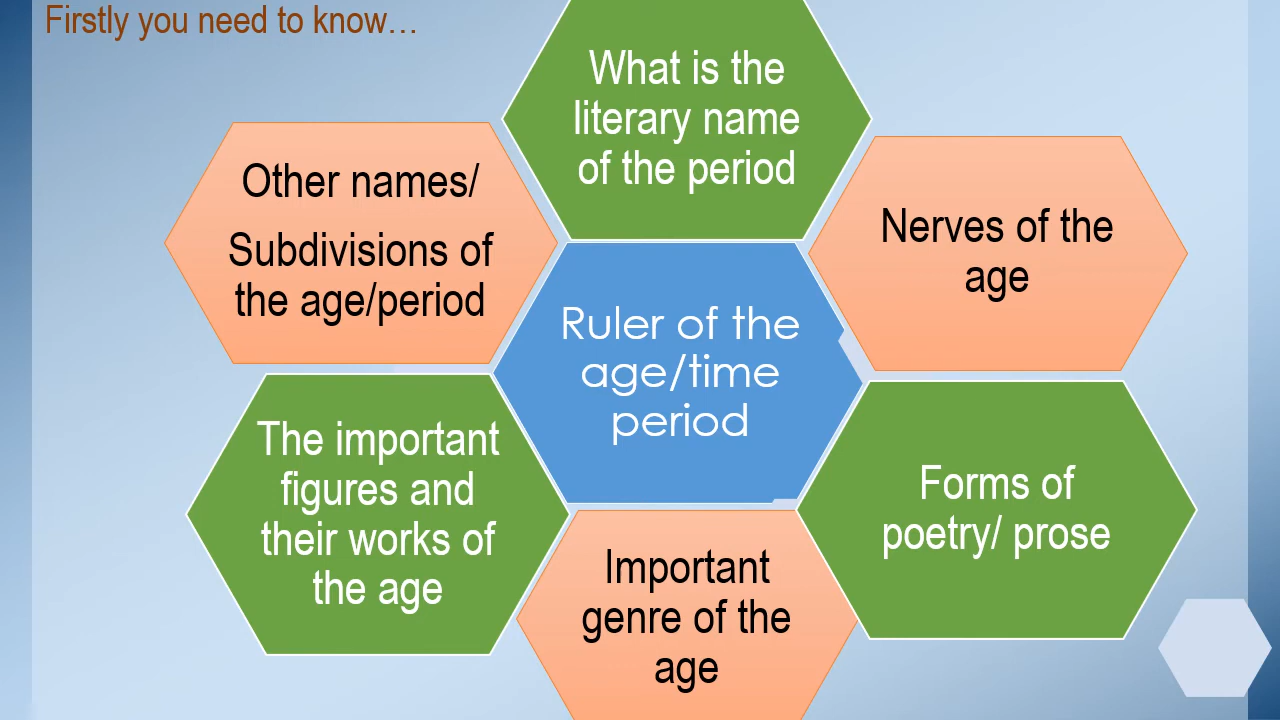 Firstly you need to know…
What is the
literary name
of the period
Other names/
Subdivisions of
the age/period
Nerves of the
age
Ruler of the
age/time
period
The important
figures and
their works of
the age
Forms of
poetry/ prose
Important
genre of the
age